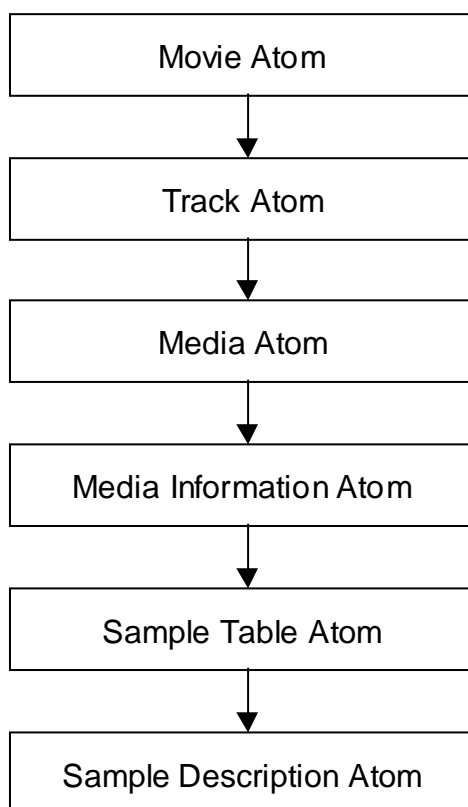 Movie Atom
Track Atom
Media Atom
Media Information Atom
Sample Table Atom
Sample Description Atom